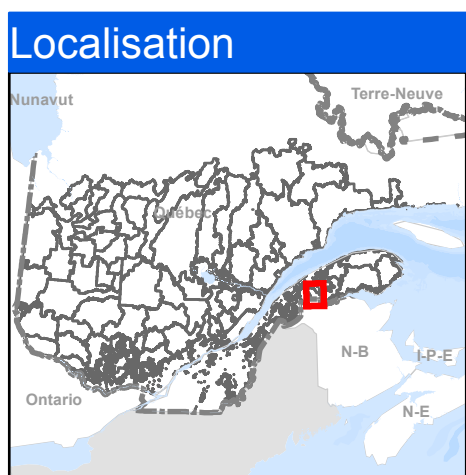 Localisation
Nunavut
Terre-Neuve
Québec
N-B
I-P-E
Ontario
N-E